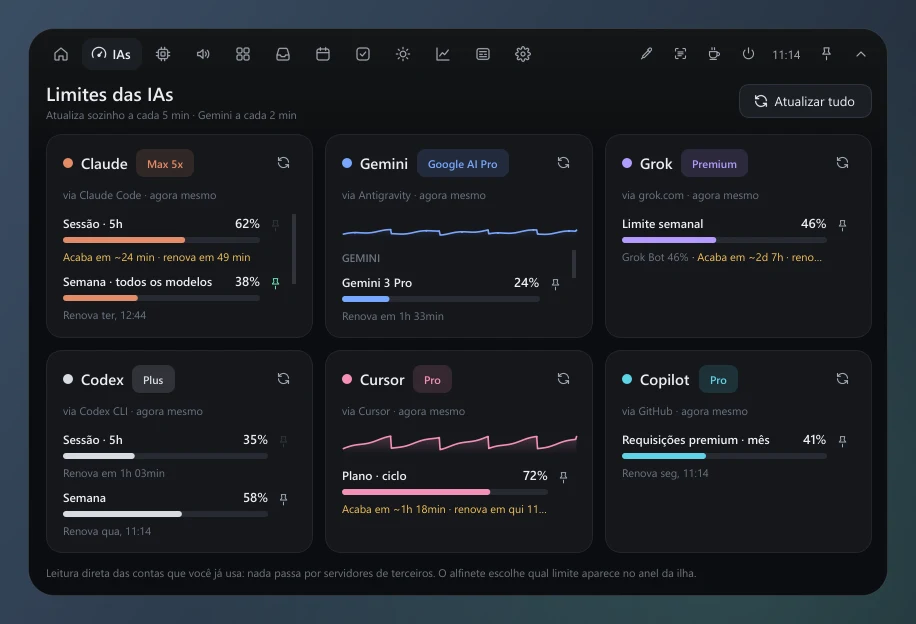 IAs
11:14
Limites das IAs
Atualiza sozinho a cada 5 min · Gemini a cada 2 min
Atualizar tudo
Claude
Max 5x
via Claude Code · agora mesmo
Sessão · 5h
62%
Acaba em ~24 min · renova em 49 min
Semana · todos os modelos
38%
Renova ter, 12:44
Gemini
Google AI Pro
via Antigravity · agora mesmo
GEMINI
Gemini 3 Pro
24%
Renova em 1h 33min
Grok
Premium
via grok.com · agora mesmo
Limite semanal
46%
Grok Bot 46% · Acaba em ~2d 7h · reno...
Codex
Plus
via Codex CLI · agora mesmo
Sessão · 5h
35%
Renova em 1h 03min
Semana
58%
Renova qua, 11:14
Cursor
Pro
via Cursor · agora mesmo
Plano · ciclo
72%
Acaba em ~1h 18min · renova em qui 11...
Copilot
Pro
via GitHub · agora mesmo
Requisições premium · mês
41%
Renova seg, 11:14
Leitura direta das contas que você já usa: nada passa por servidores de terceiros. O alfinete escolhe qual limite aparece no anel da ilha.